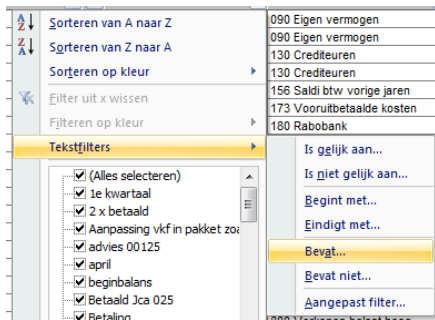 Sorteren van A naar Z
Sorteren van Z naar A
Sorteren op kleur
Filter uit x wissen
Filteren op kleur
Tekstfilters
(Alles selecteren)
1e kwartaal
2 x betaald
Aanpassing vkf in pakket zoa
advies 00125
april
beginbalans
Betaald Jca 025
Betaling
090 Eigen vermogen
090 Eigen vermogen
130 Crediteuren
130 Crediteuren
156 Saldi btw vorige jaren
173 Vooruitbetaalde kosten
180 Rabobank
Is gelijk aan...
Is niet gelijk aan...
Begint met...
Eindigt met...
Bevat...
Bevat niet...
Aangepast filter...